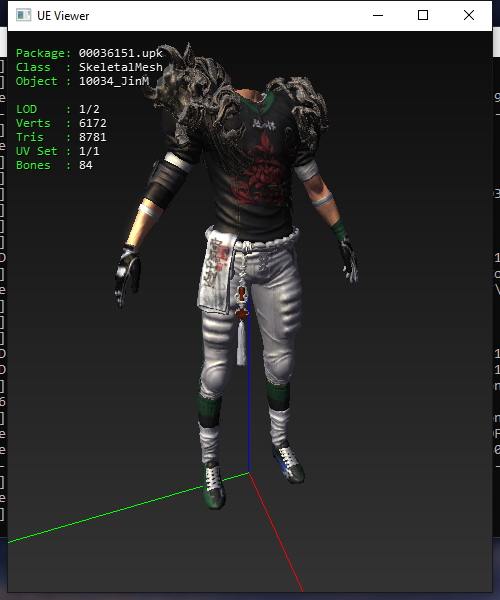 UE Viewer
Package: 00036151.upk
Class : SkeletalMesh
Object : 10034_JinM
LOD : 1/2
Verts : 6172
Tris : 8781
UV Set : 1/1
Bones : 84